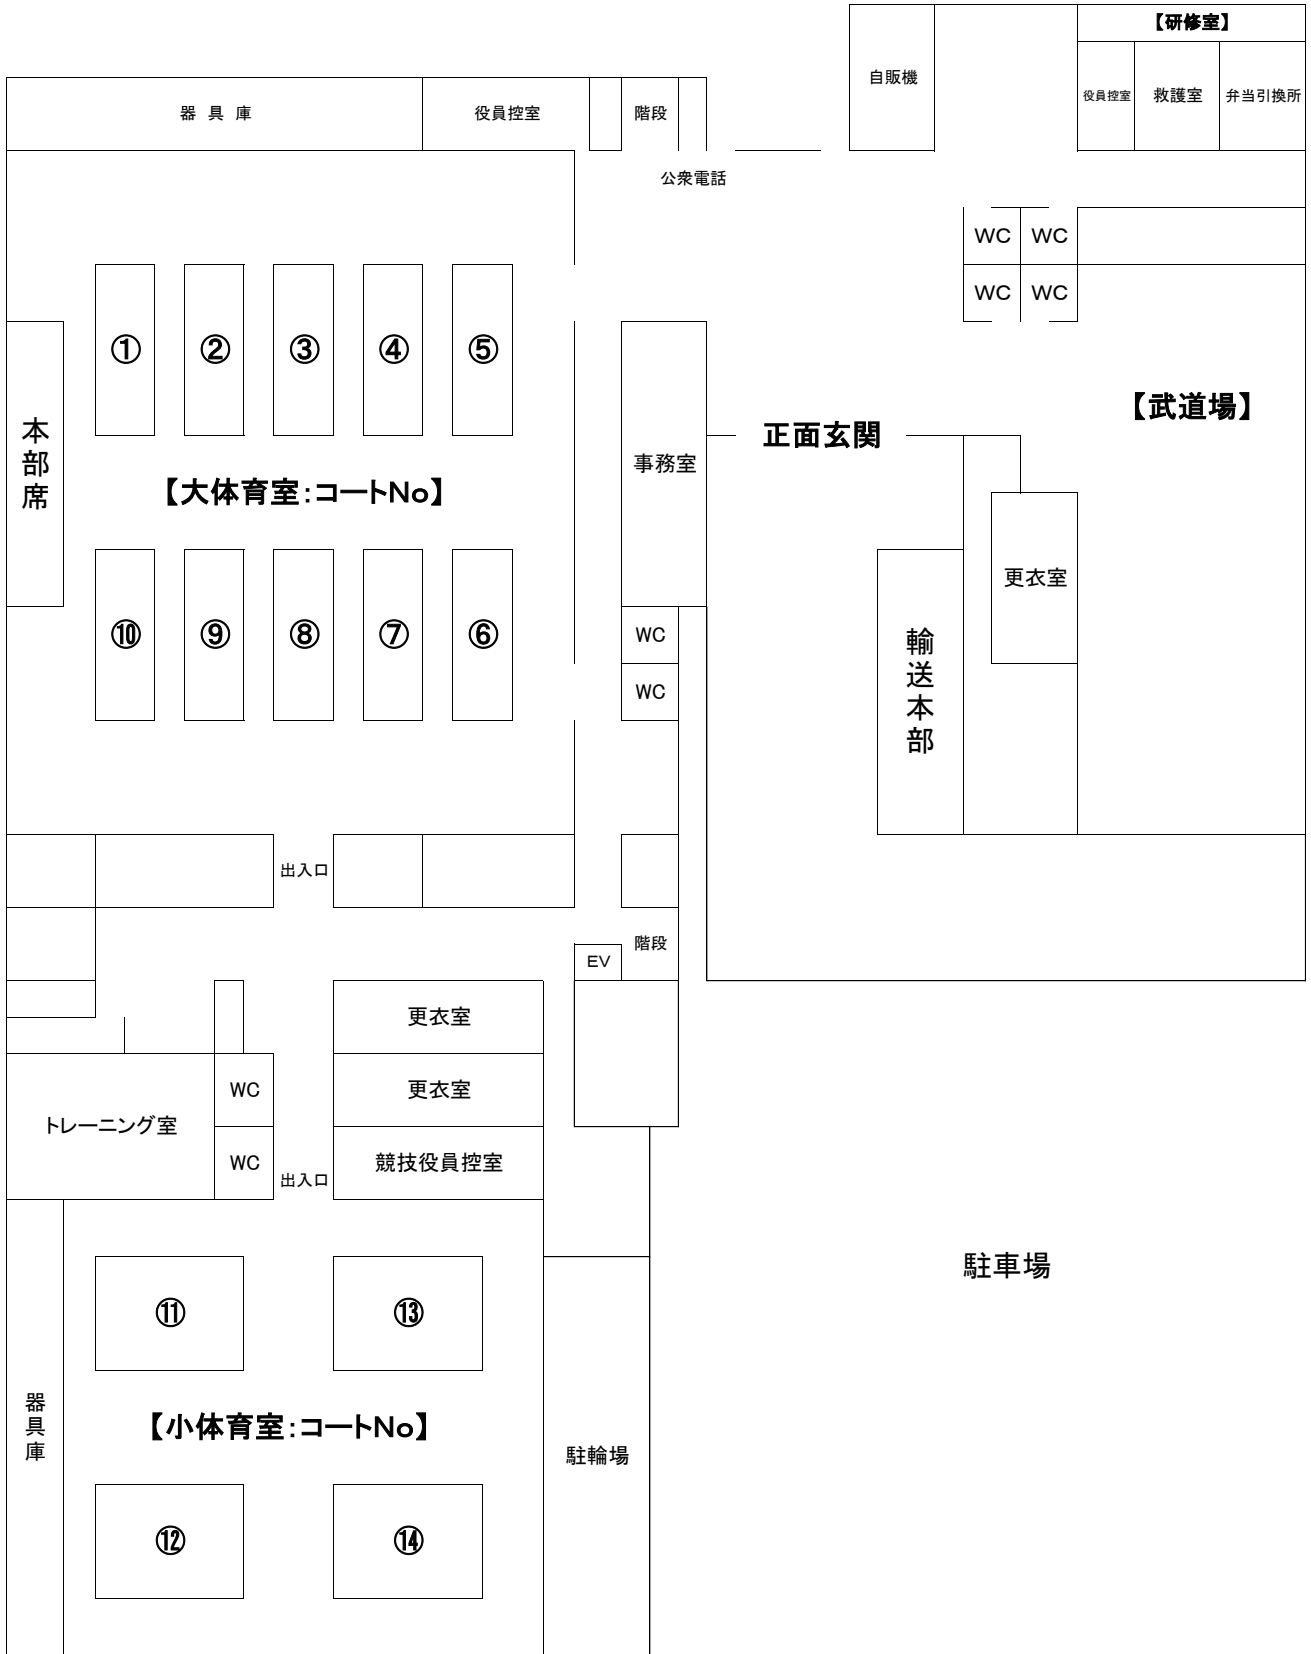 【研修室】
自販機
役員控室
救護室
弁当引換所
器 具 庫
役員控室
階段
公衆電話
WC
WC
WC
WC
①
②
③
④
⑤
本部席
【武道場】
正面玄関
事務室
【大体育室:コートNo】
更衣室
⑩
⑨
⑧
⑦
⑥
WC
WC
輸送本部
出入口
階段
EV
更衣室
WC
更衣室
トレーニング室
WC
出入口
競技役員控室
駐車場
⑪
⑬
器具庫
【小体育室:コートNo】
駐輪場
⑫
⑭